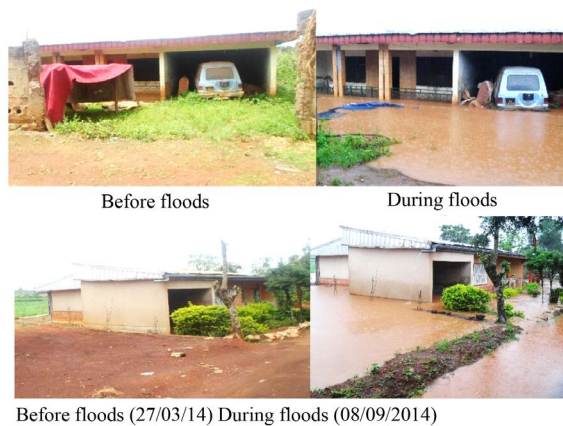 Before floods
During floods
Before floods (27/03/14) During floods (08/09/2014)